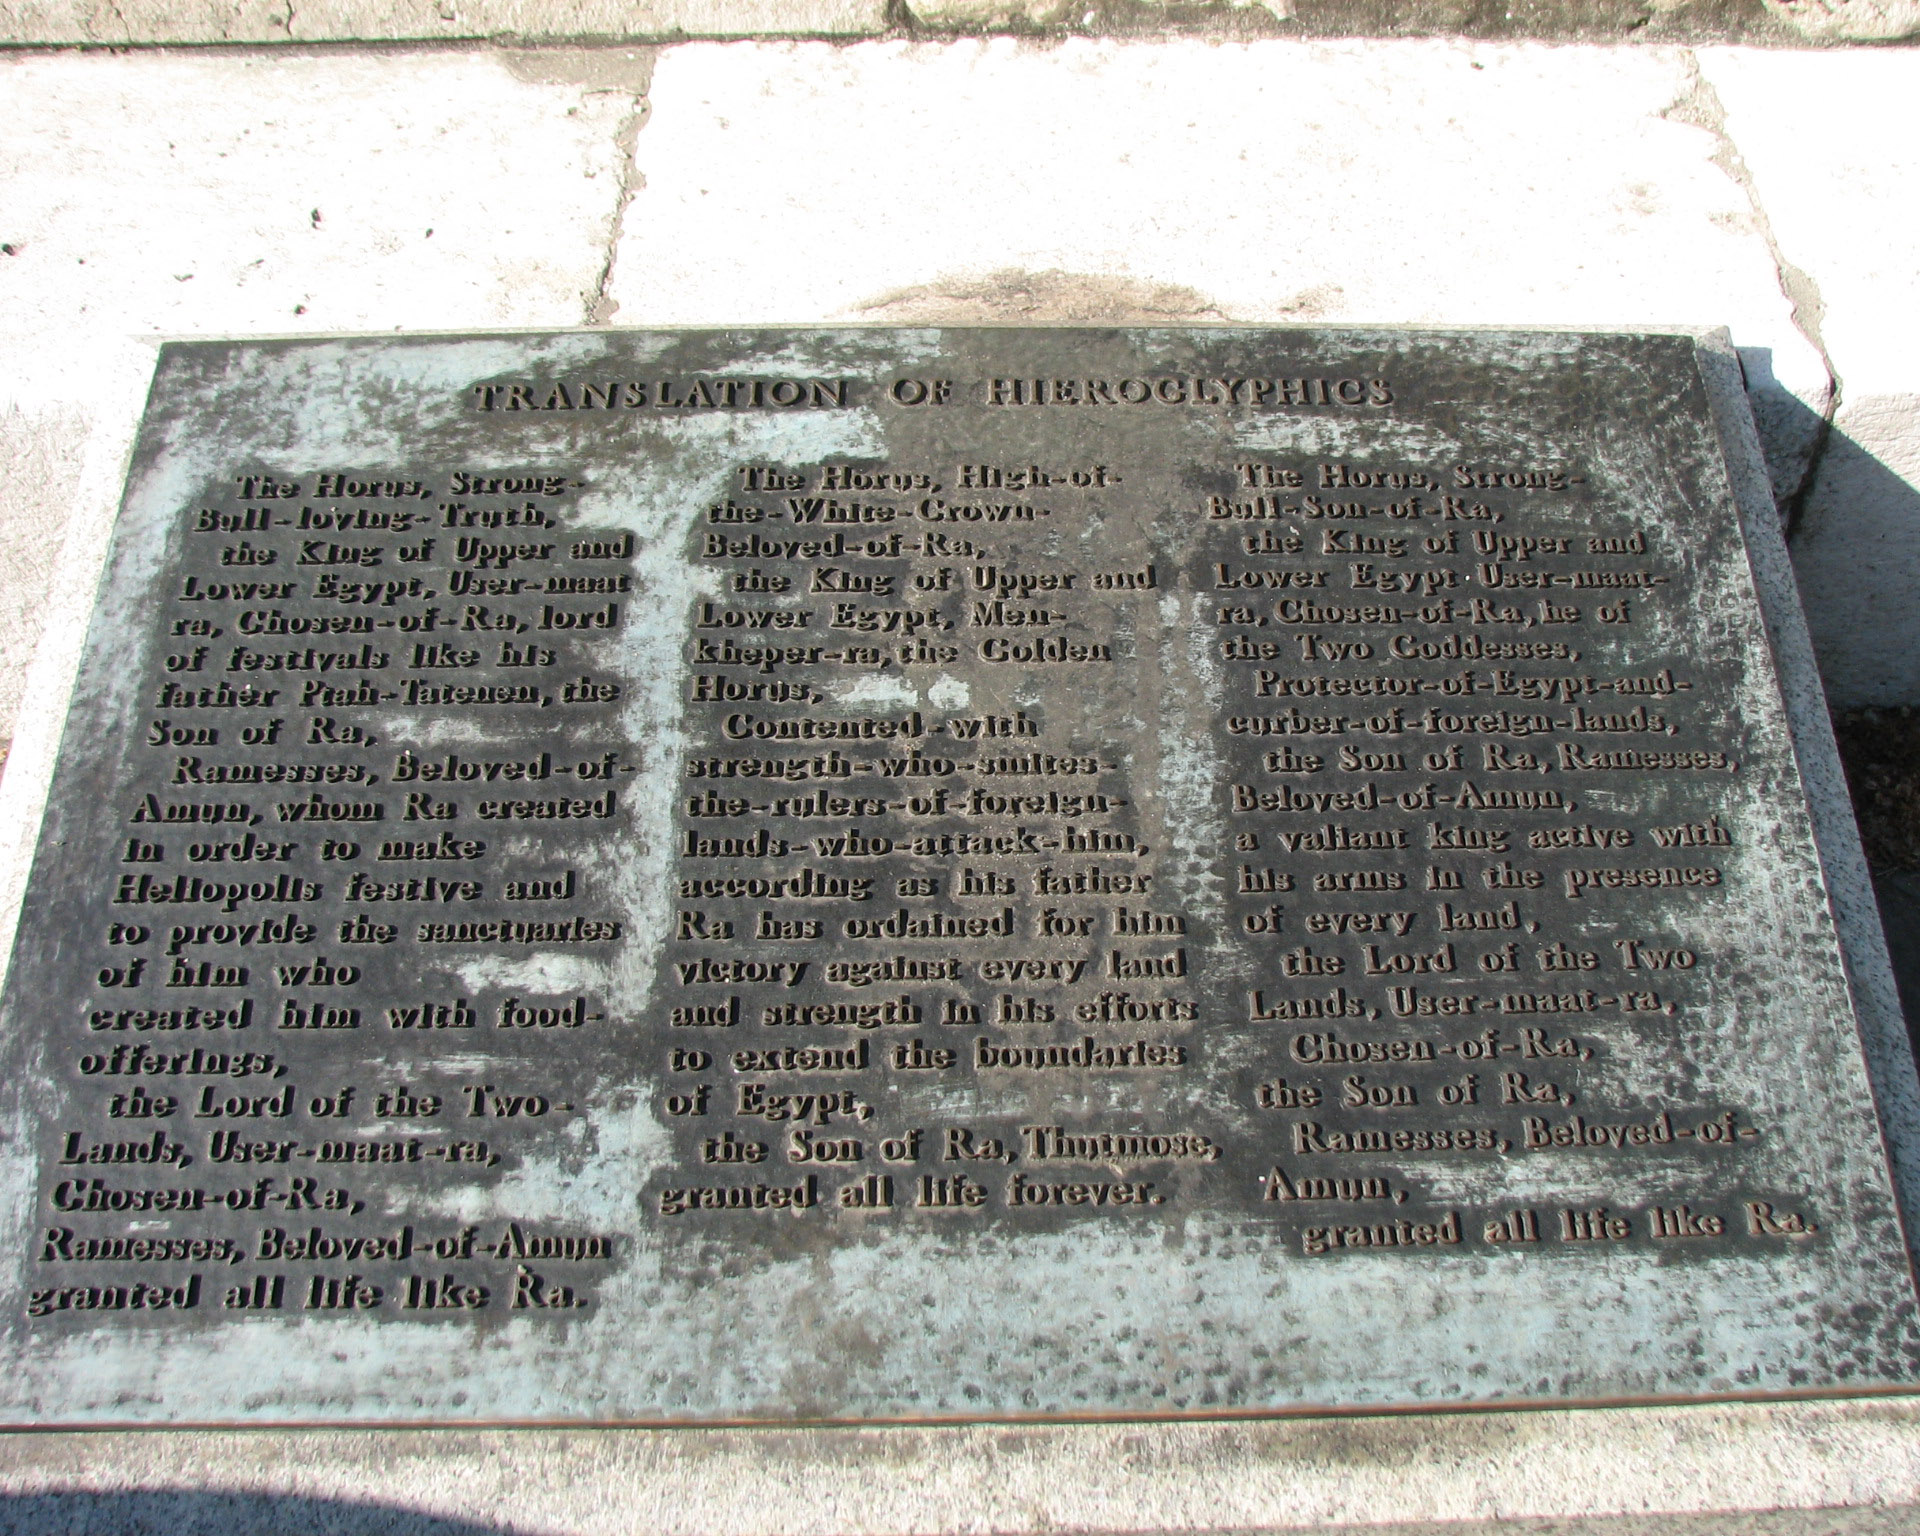 TRANSLATION OF HIEROGLYPHICS
The Horus, Strong-
Bull-loving-Truth,
the King of Upper and
Lower Egypt, User-maat
ra, Chosen-of-Ra, lord
of festivals like his
father Ptah-Tatenen, the
Son of Ra,
Ramesses, Beloved-of-
Amun, whom Ra created
in order to make
Heliopolis festive and
to provide the sanctuaries
of him who
created him with food-
offerings,
the Lord of the Two-
Lands, User-maat-ra,
Chosen-of-Ra,
Ramesses, Beloved-of-Amun
granted all life like Ra.
The Horus, High-of-
the-White-Crown-
Beloved-of-Ra,
the King of Upper and
Lower Egypt, Men-
kheper-ra, the Golden
Horus,
Contented-with
strength-who-smites-
the-rulers-of-foreign-
lands-who-attack-him,
according as his father
Ra has ordained for him
victory against every land
and strength in his efforts
to extend the boundaries
of Egypt,
the Son of Ra, Thutmose,
granted all life forever.
The Horus, Strong-
Bull-Son-of-Ra,
the King of Upper and
Lower Egypt User-maat-
ra, Chosen-of-Ra, he of
the Two Goddesses,
Protector-of-Egypt-and-
curber-of-foreign-lands,
the Son of Ra, Ramesses,
Beloved-of-Amun,
a valiant king active with
his arms in the presence
of every land,
the Lord of the Two
Lands, User-maat-ra,
Chosen-of-Ra,
the Son of Ra,
Ramesses, Beloved-of-
Amun,
granted all life like Ra.